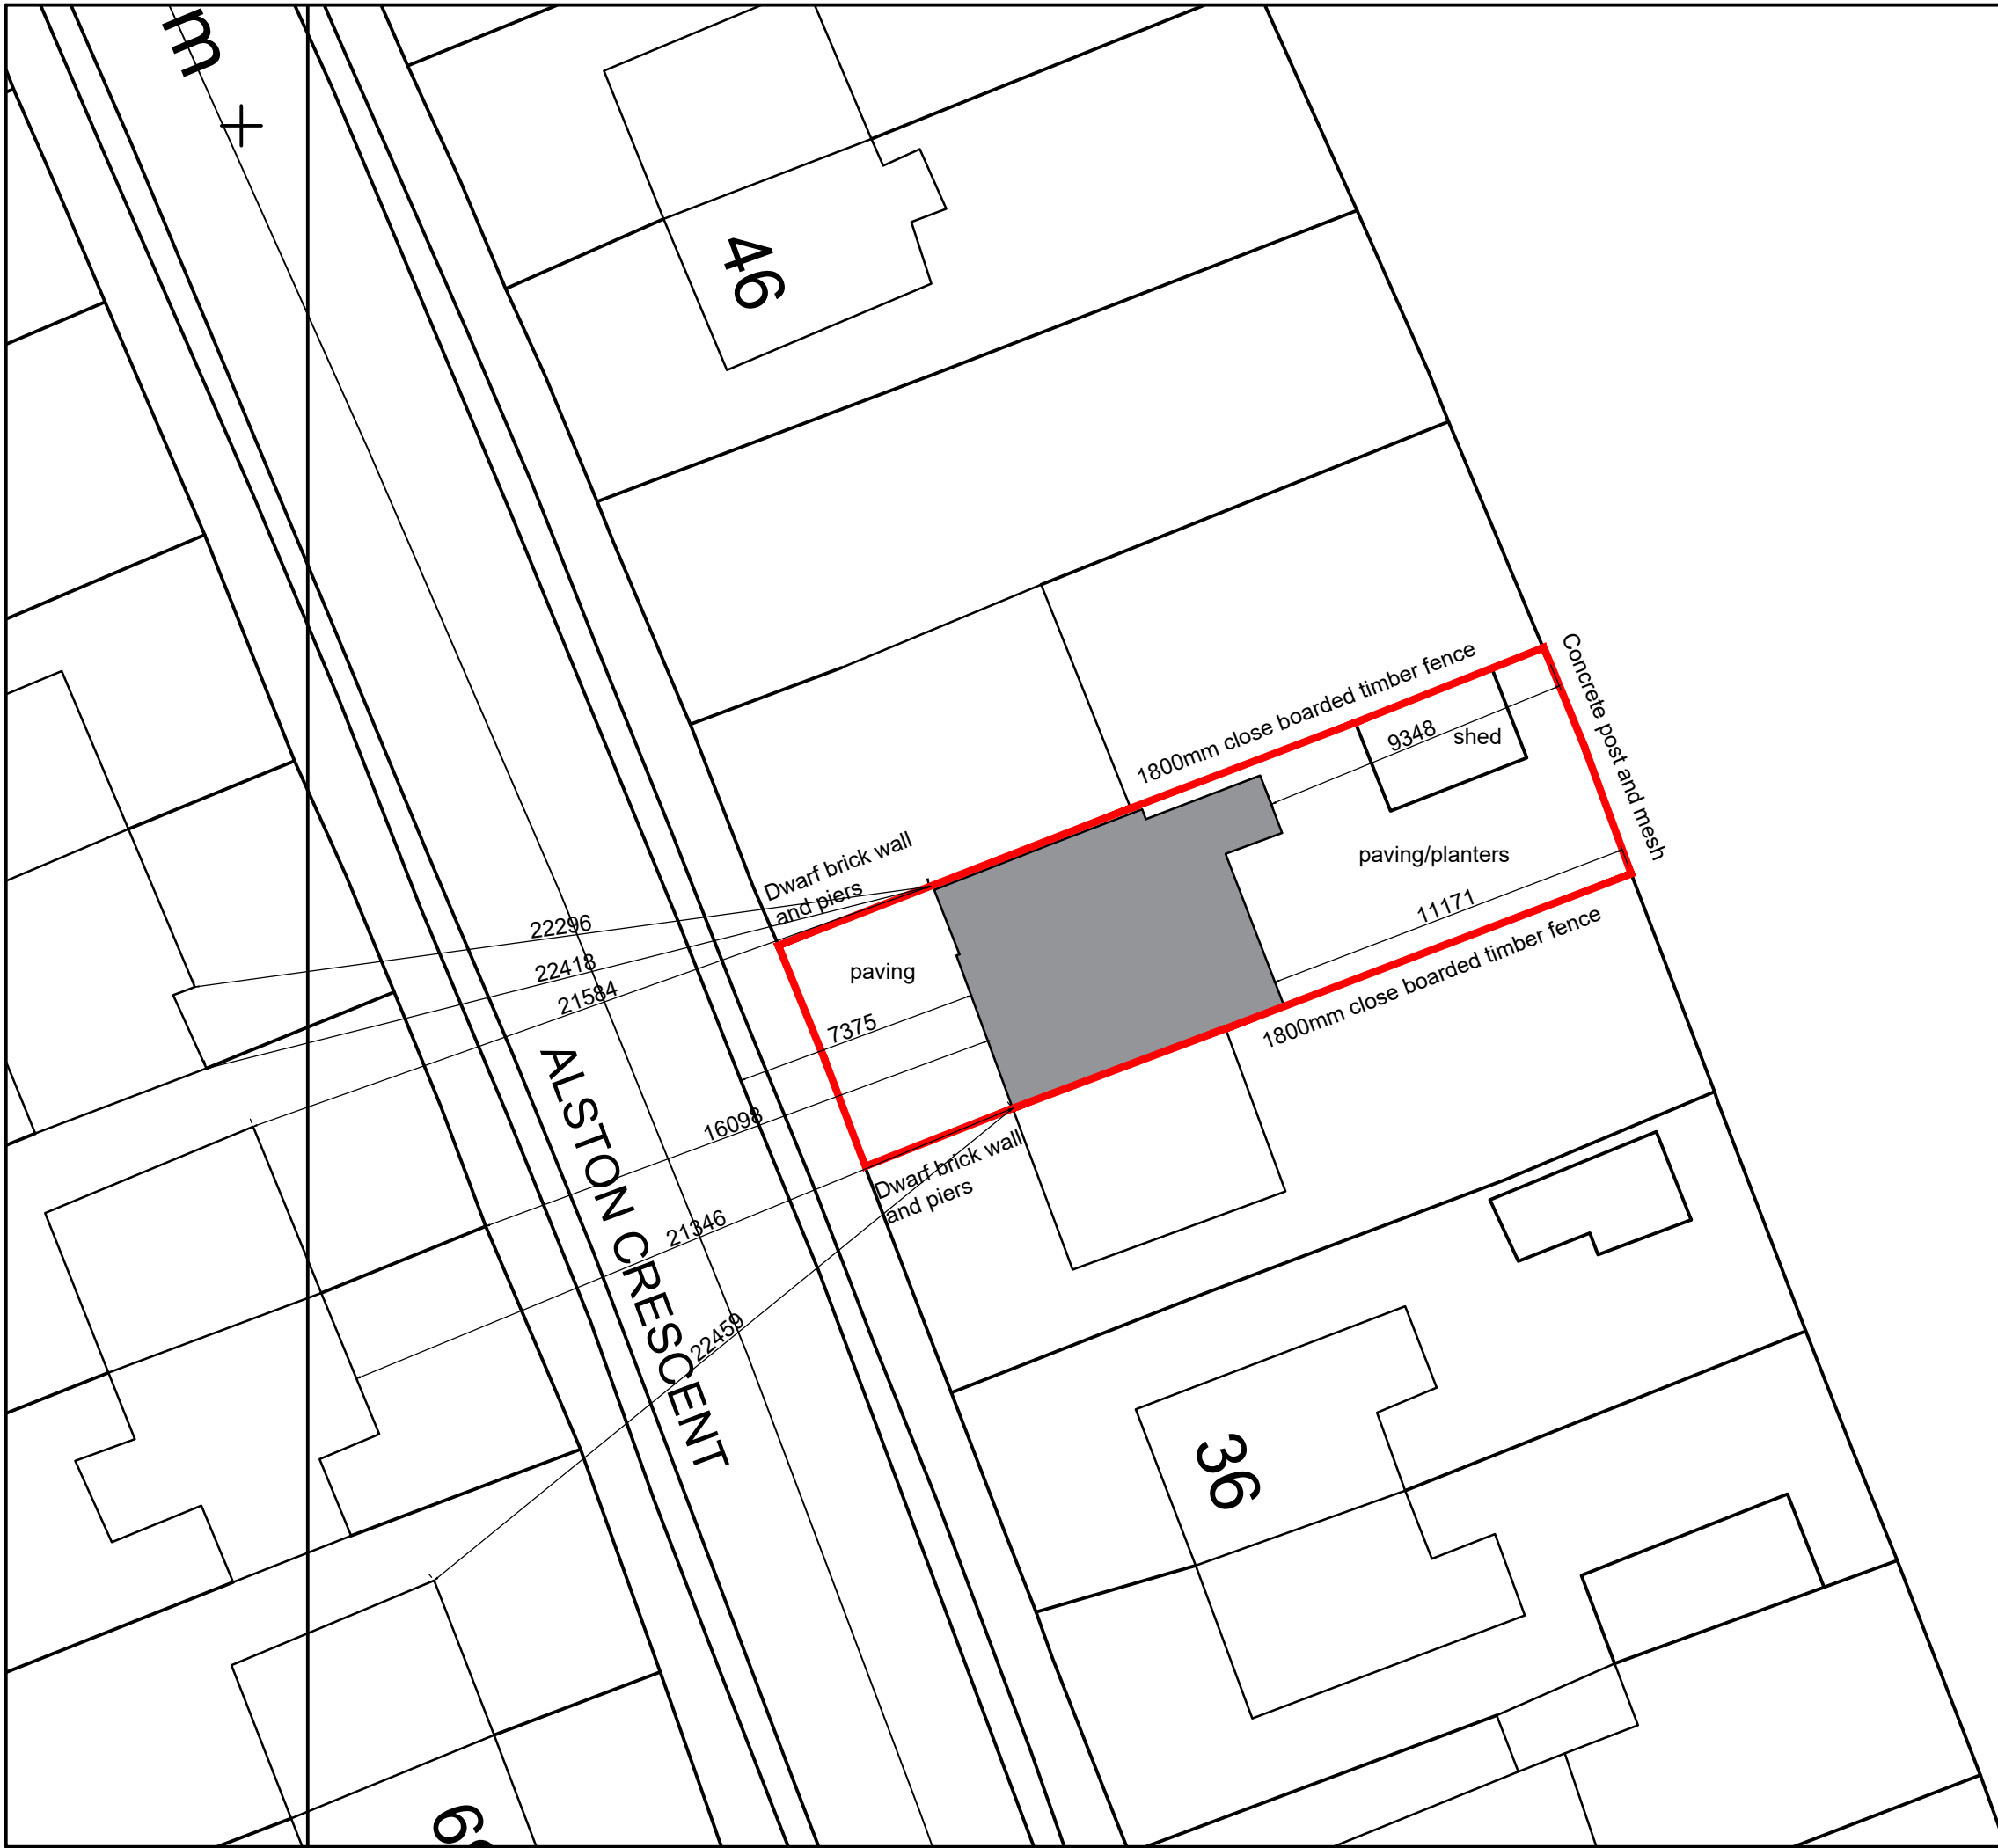 m
46
1800mm close boarded timber fence
Concrete post and mesh
9348
shed
paving/planters
11171
1800mm close boarded timber fence
Dwarf brick wall
and piers
22296
22418
21584
paving
7375
16098
21346
22459
Dwarf brick wall
and piers
ALSTON CRESCENT
36